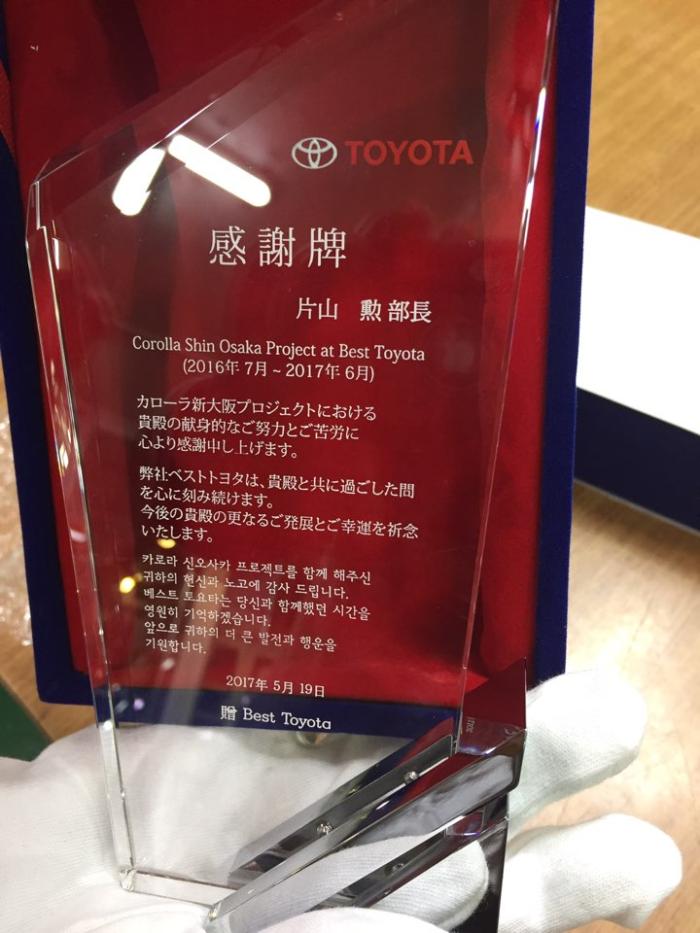 TOYOTA
感謝牌
片山　勲 部長
Corolla Shin Osaka Project at Best Toyota
(2016年 7月 ~ 2017年 6月)
カローラ新大阪プロジェクトにおける
貴殿の献身的なご努力とご苦労に
心より感謝申し上げます。
弊社ベストトヨタは、貴殿と共に過ごした間
を心に刻み続けます。
今後の貴殿の更なるご発展とご幸運を祈念
いたします。
카로라 신오사카 프로젝트를 함께 해주신
귀하의 헌신과 노고에 감사 드립니다.
베스트 토요타는 당신과 함께했던 시간을
영원히 기억하겠습니다.
앞으로 귀하의 더 큰 발전과 행운을
기원합니다.
2017年 5月 19日
贈 Best Toyota